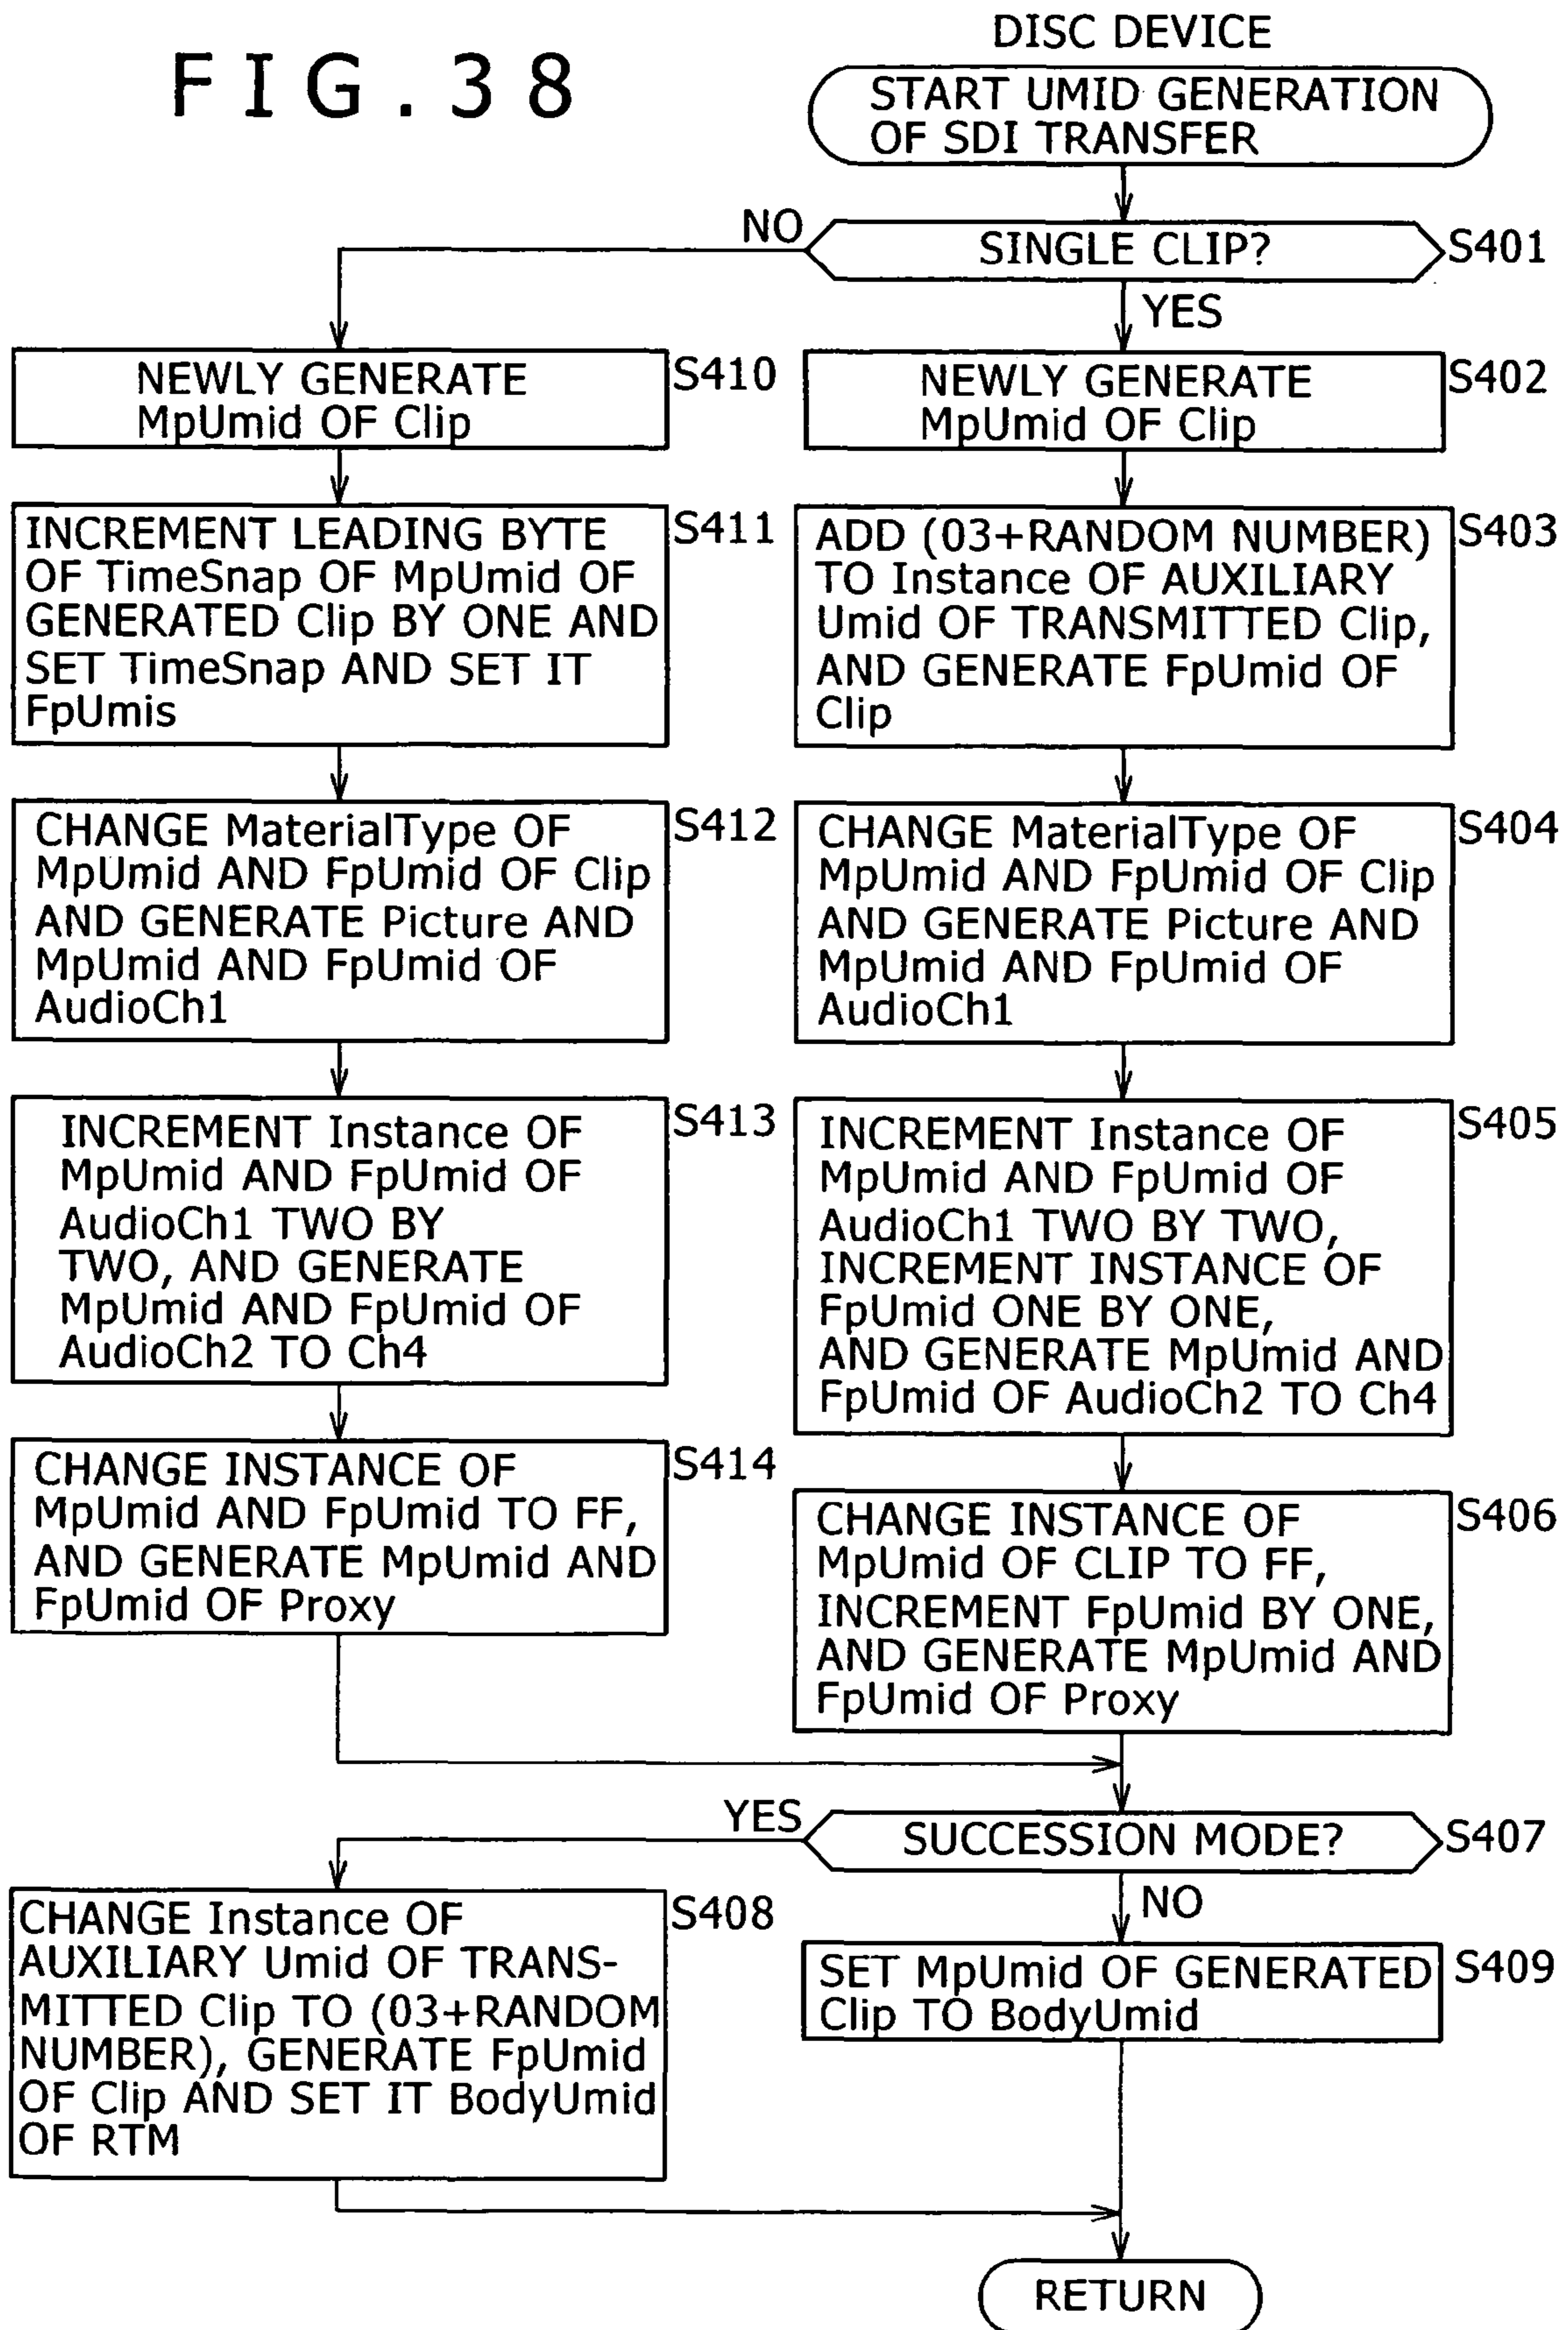 FIG.38
DISC DEVICE
START UMID GENERATION
OF SDI TRANSFER
NO
SINGLE CLIP?
S401
YES
NEWLY GENERATE
MpUmid OF Clip
S410
NEWLY GENERATE
MpUmid OF Clip
S402
INCREMENT LEADING BYTE
OF TimeSnap OF MpUmid OF
GENERATED Clip BY ONE AND
SET TimeSnap AND SET IT
FpUmis
S411
ADD (03+RANDOM NUMBER)
TO Instance OF AUXILIARY
Umid OF TRANSMITTED Clip,
AND GENERATE FpUmid OF
Clip
S403
CHANGE MaterialType OF
MpUmid AND FpUmid OF Clip
AND GENERATE Picture AND
MpUmid AND FpUmid OF
AudioCh1
S412
CHANGE MaterialType OF
MpUmid AND FpUmid OF Clip
AND GENERATE Picture AND
MpUmid AND FpUmid OF
AudioCh1
S404
INCREMENT Instance OF
MpUmid AND FpUmid OF
AudioCh1 TWO BY
TWO, AND GENERATE
MpUmid AND FpUmid OF
AudioCh2 TO Ch4
S413
INCREMENT Instance OF
MpUmid AND FpUmid OF
AudioCh1 TWO BY TWO,
INCREMENT INSTANCE OF
FpUmid ONE BY ONE,
AND GENERATE MpUmid AND
FpUmid OF AudioCh2 TO Ch4
S405
CHANGE INSTANCE OF
MpUmid AND FpUmid TO FF,
AND GENERATE MpUmid AND
FpUmid OF Proxy
S414
CHANGE INSTANCE OF
MpUmid OF CLIP TO FF,
INCREMENT FpUmid BY ONE,
AND GENERATE MpUmid AND
FpUmid OF Proxy
S406
YES
SUCCESSION MODE?
S407
NO
CHANGE Instance OF
AUXILIARY Umid OF TRANS-
MITTED Clip TO (03+RANDOM
NUMBER), GENERATE FpUmid
OF Clip AND SET IT BodyUmid
OF RTM
S408
SET MpUmid OF GENERATED
Clip TO BodyUmid
S409
RETURN